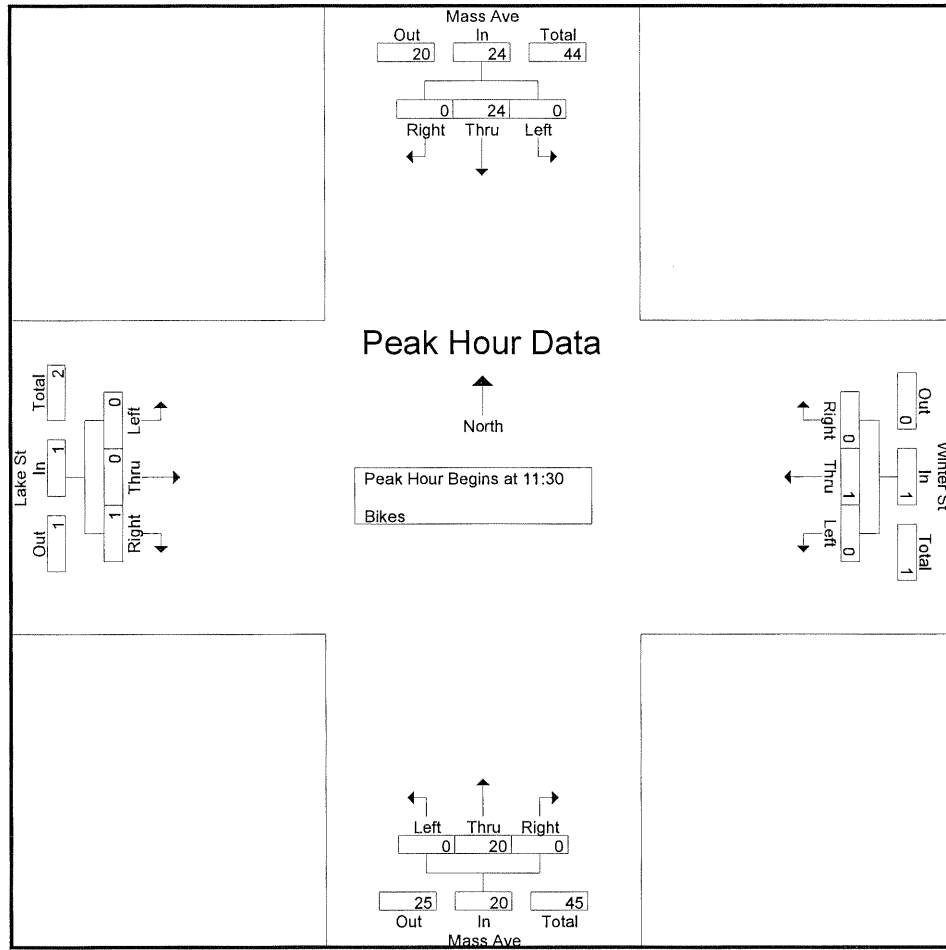 Mass Ave
Out In Total
20 24 44
0 24 0
Right Thru Left
Peak Hour Data
North
Peak Hour Begins at 11:30
Bikes
Lake St
Out In Total
1 1 2
Right Thru Left
1 0 0
Winter St
Out In Total
0 1 1
Right Thru Left
0 1 0
Left Thru Right
0 20 0
25 20 45
Out In Total
Mass Ave